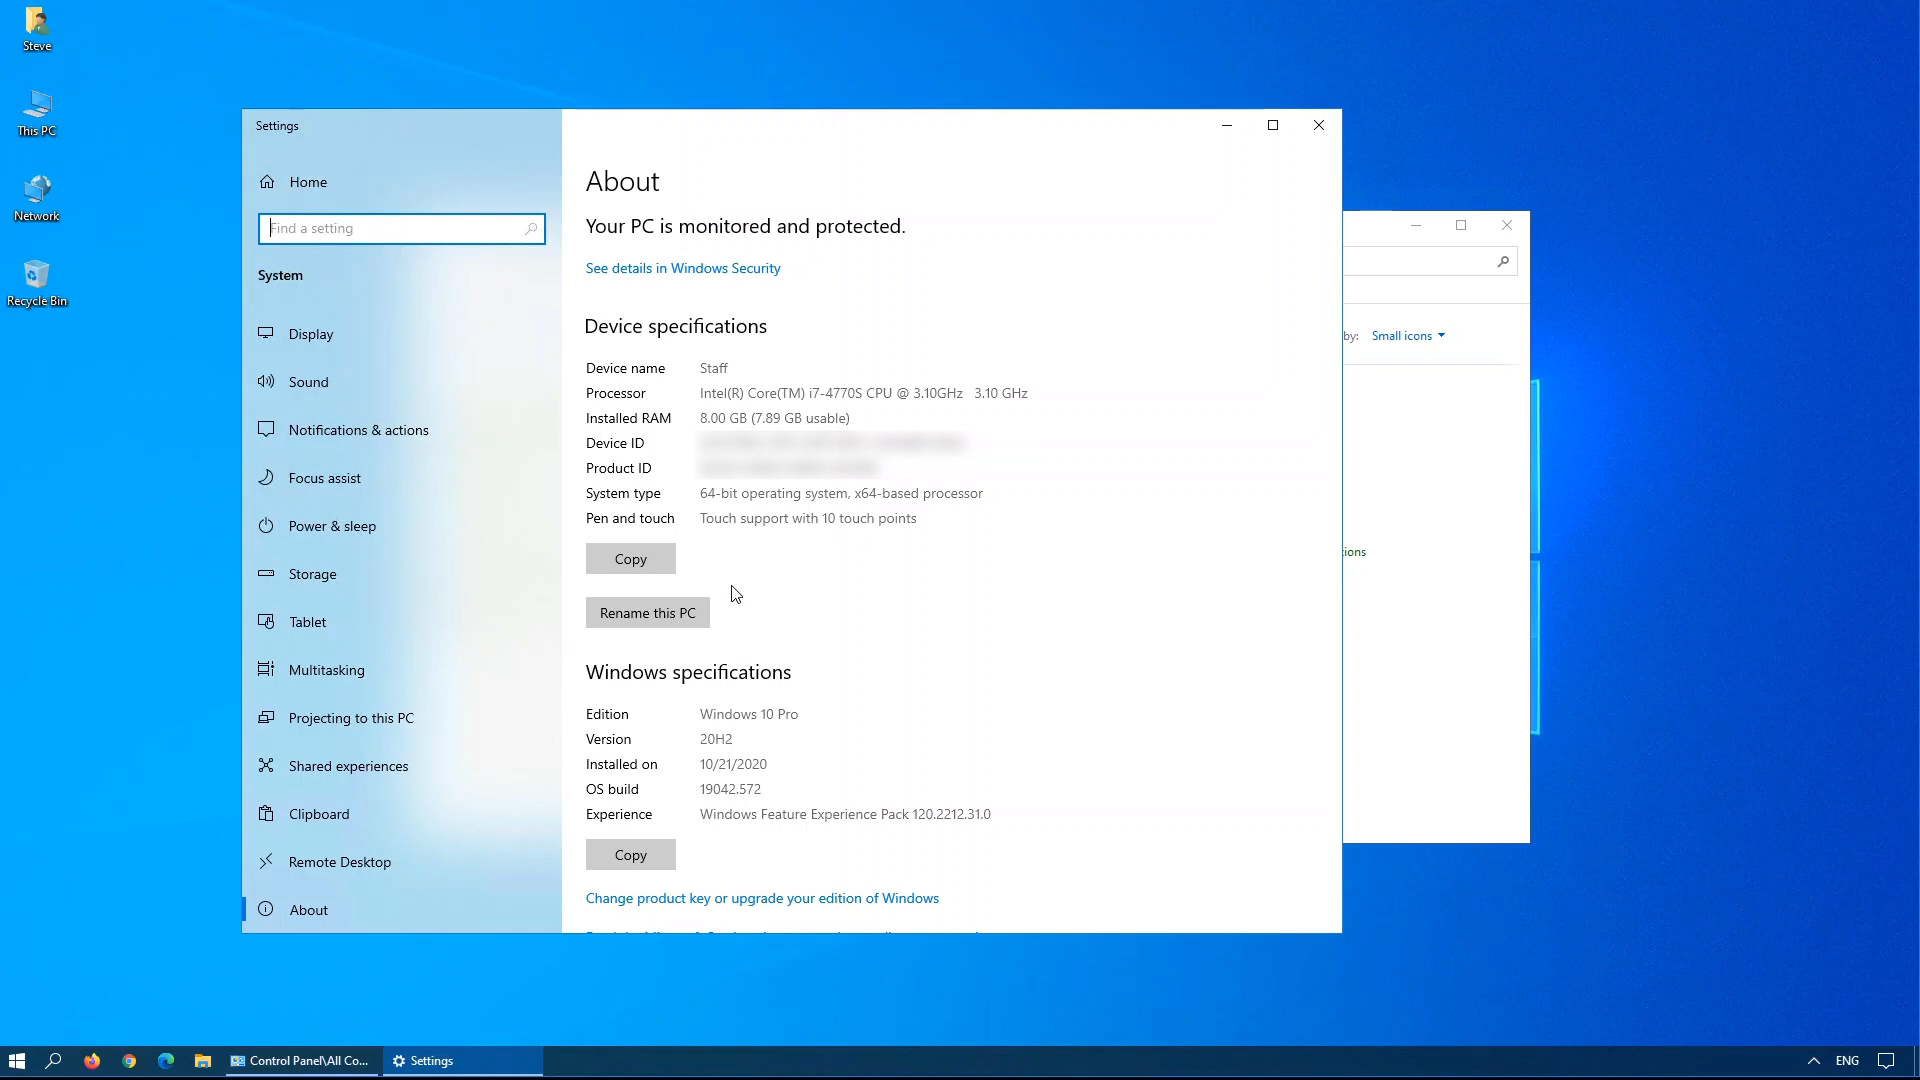 Steve
This PC
Network
Recycle Bin
Settings
Home
Find a setting
System
Display
Sound
Notifications & actions
Focus assist
Power & sleep
Storage
Tablet
Multitasking
Projecting to this PC
Shared experiences
Clipboard
Remote Desktop
About
About
Your PC is monitored and protected.
See details in Windows Security
Device specifications
Device name Staff
Processor Intel(R) Core(TM) i7-4770S CPU @ 3.10GHz 3.10 GHz
Installed RAM 8.00 GB (7.89 GB usable)
Device ID
Product ID
System type 64-bit operating system, x64-based processor
Pen and touch Touch support with 10 touch points
Copy
Rename this PC
Windows specifications
Edition Windows 10 Pro
Version 20H2
Installed on 10/21/2020
OS build 19042.572
Experience Windows Feature Experience Pack 120.2212.31.0
Copy
Change product key or upgrade your edition of Windows
by: Small icons
ions
Control Panel\All Co...
Settings
ENG